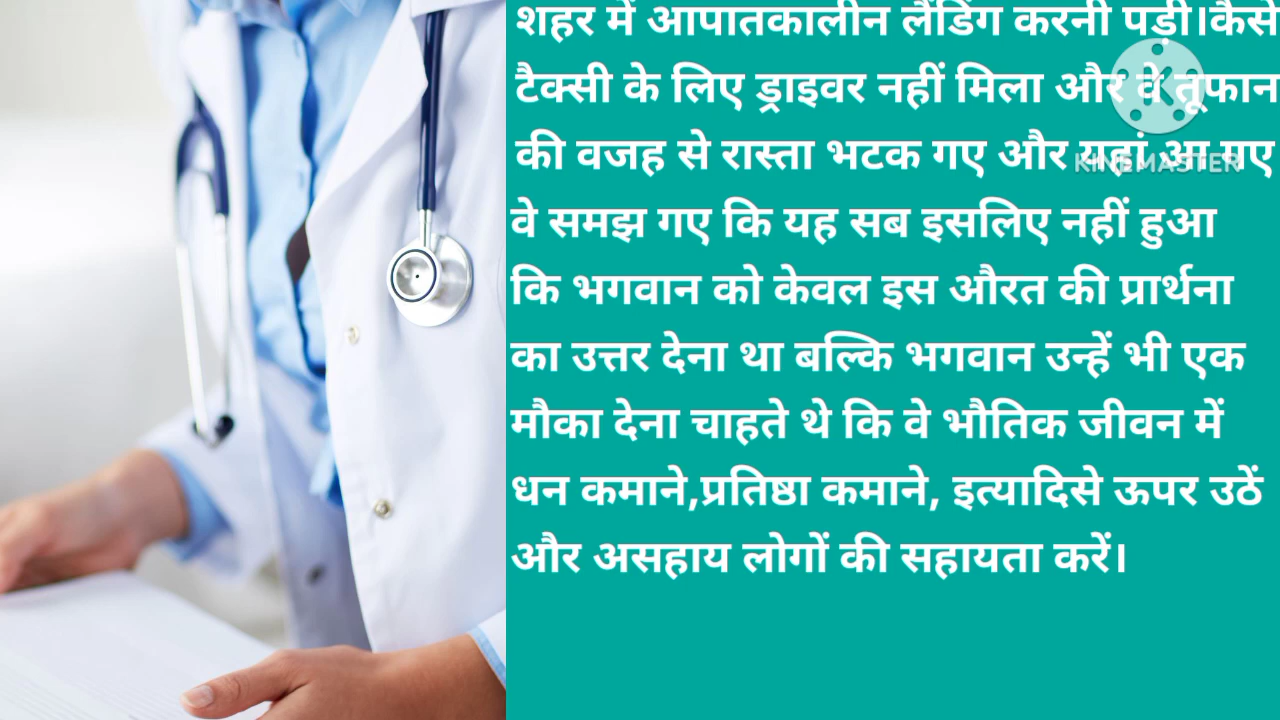 शहर में आपातकालीन लैंडिंग करनी पड़ी।कैसे
टैक्सी के लिए ड्राइवर नहीं मिला और वे तूफान
की वजह से रास्ता भटक गए और यहां आ गए
वे समझ गए कि यह सब इसलिए नहीं हुआ
कि भगवान को केवल इस औरत की प्रार्थना
का उत्तर देना था बल्कि भगवान उन्हें भी एक
मौका देना चाहते थे कि वे भौतिक जीवन में
धन कमाने,प्रतिष्ठा कमाने, इत्यादिसे ऊपर उठें
और असहाय लोगों की सहायता करें।
KINEMASTER